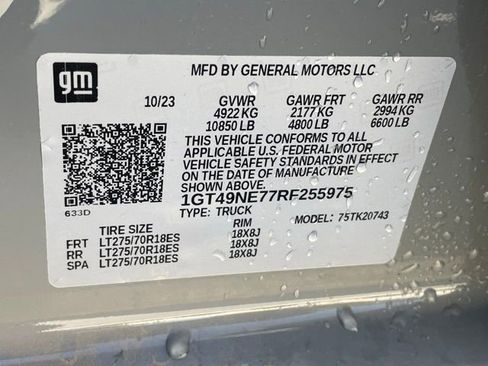 gm
MFD BY GENERAL MOTORS LLC
10/23 GVWR GAWR FRT GAWR RR
4922 KG 2177 KG 2994 KG
10850 LB 4800 LB 6600 LB
THIS VEHICLE CONFORMS TO ALL
APPLICABLE U.S. FEDERAL MOTOR
VEHICLE SAFETY STANDARDS IN EFFECT
ON THE DATE OF MANUFACTURE
SHOWN ABOVE.
1GT49NE77RF255975
633D TYPE: TRUCK MODEL: 75TK20743
TIRE SIZE RIM
FRT LT275/70R18ES 18X8J
RR LT275/70R18ES 18X8J
SPA LT275/70R18ES 18X8J